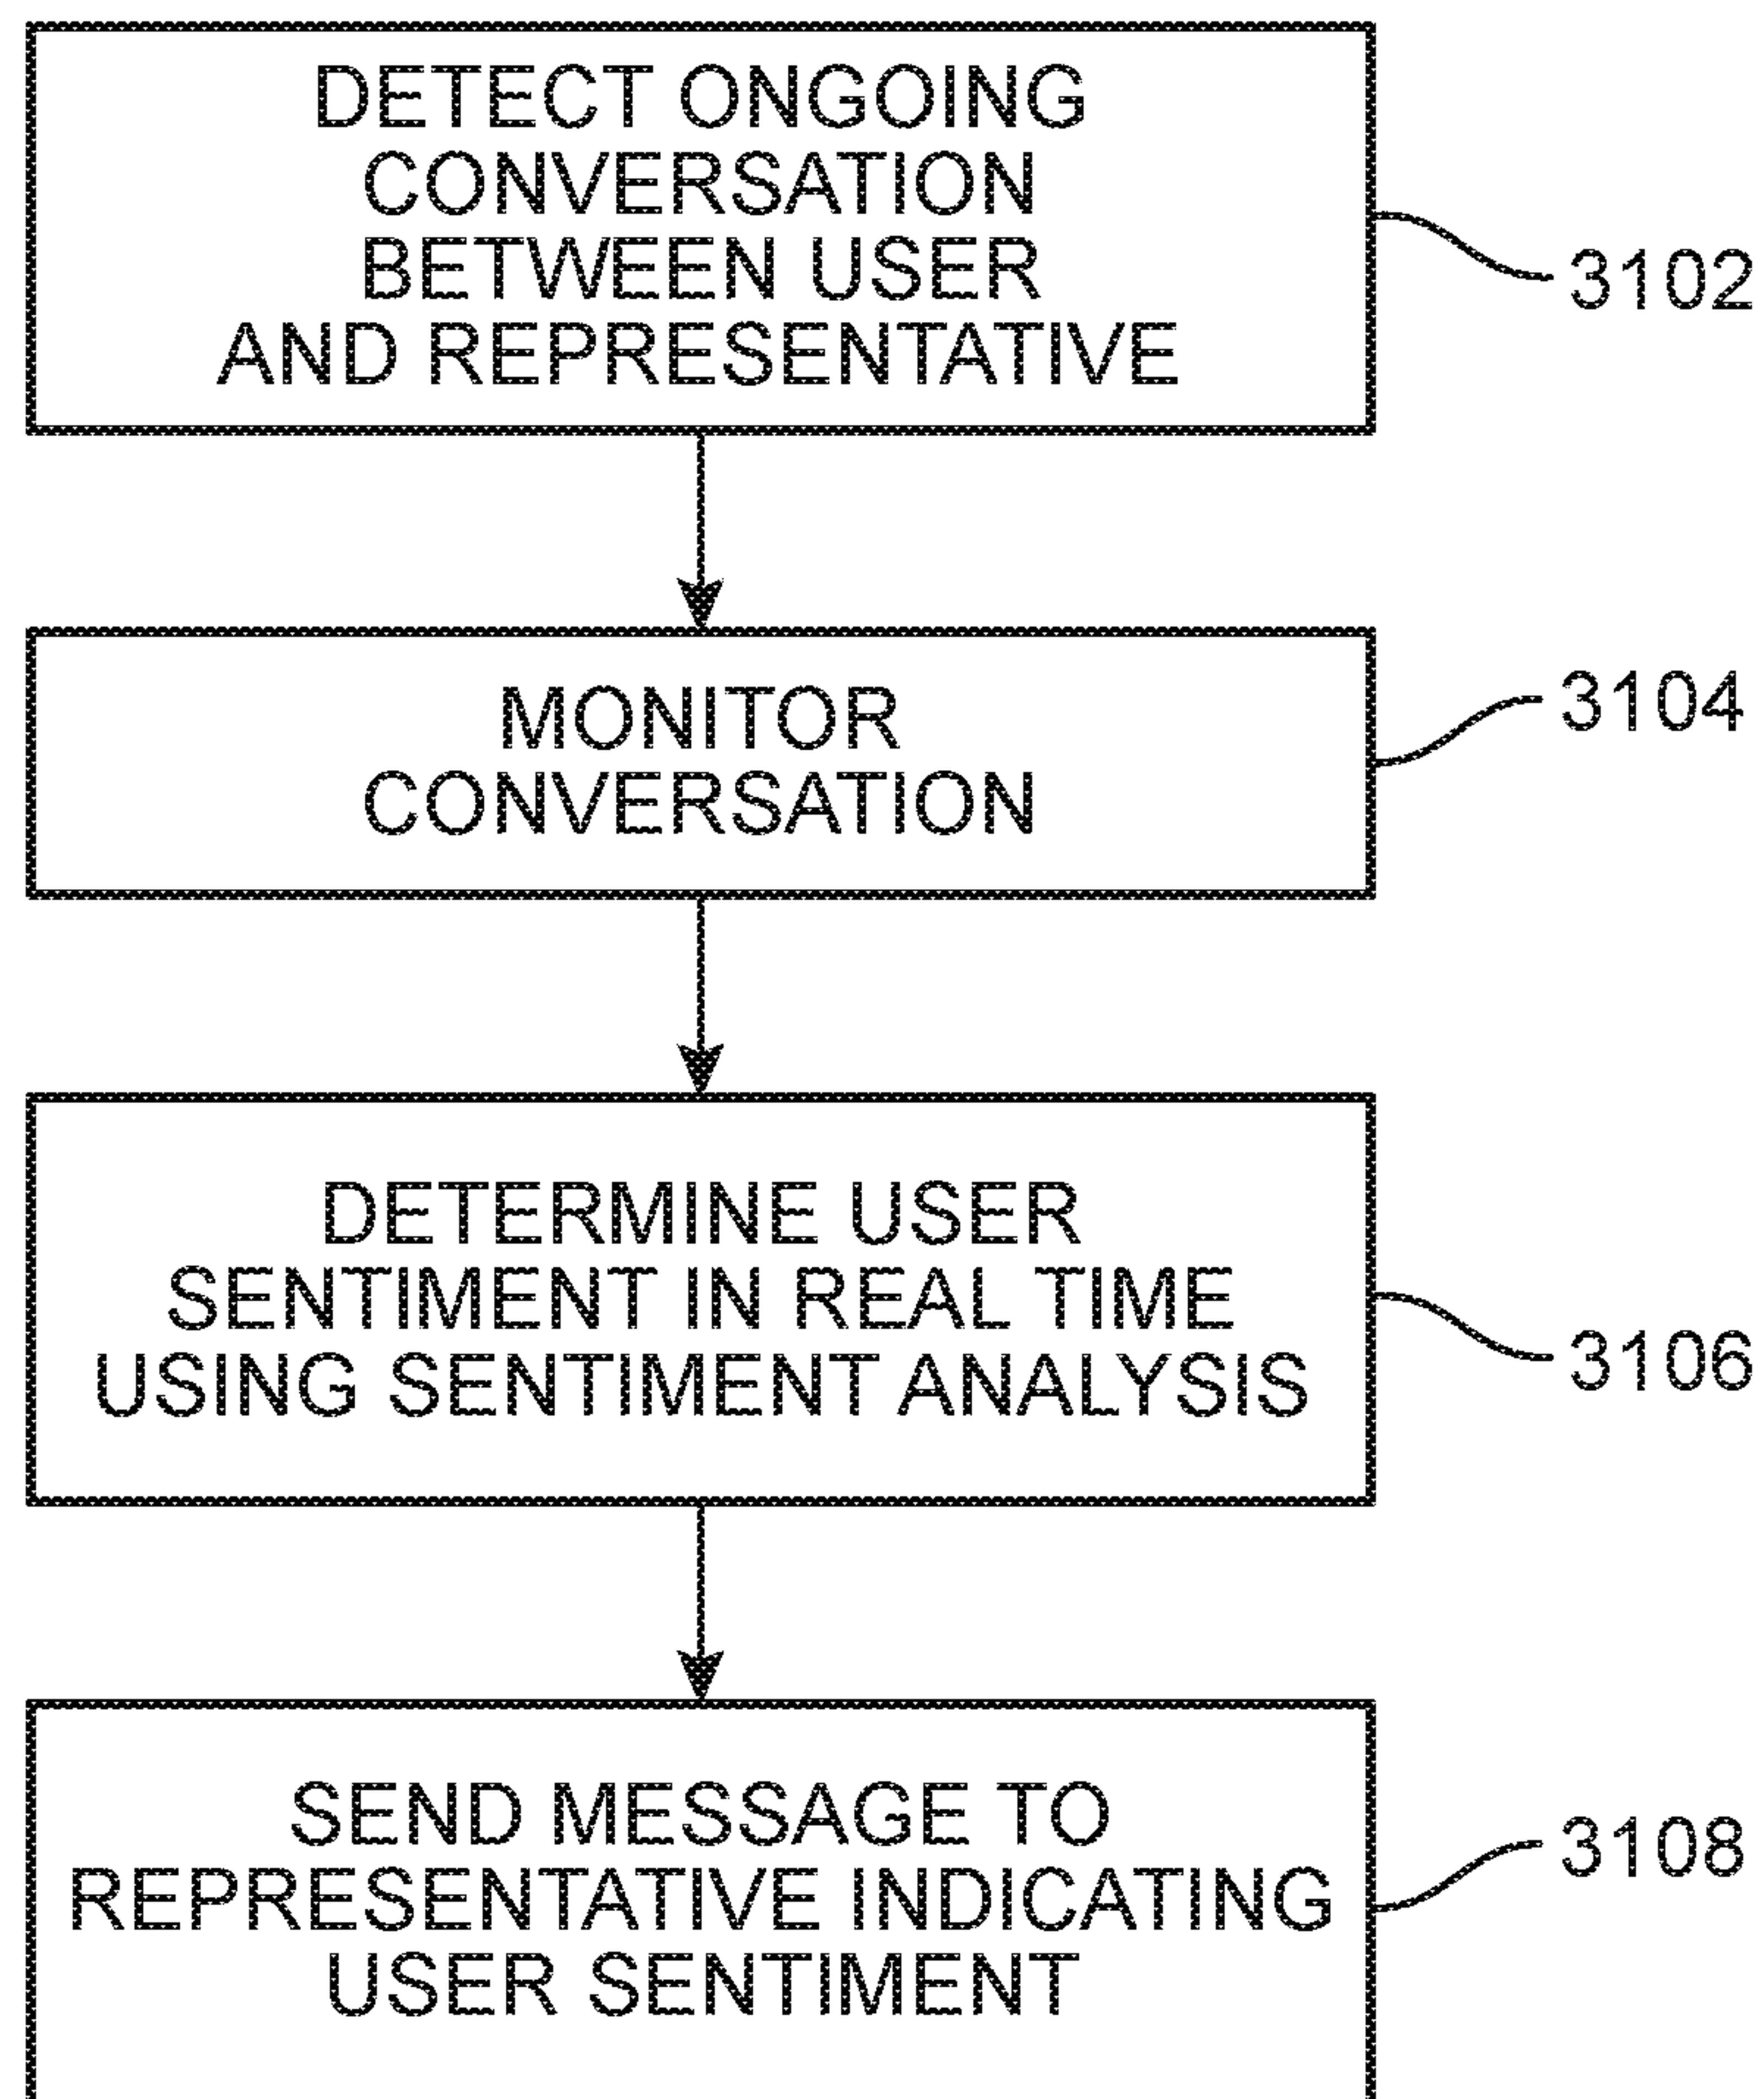 DETECT ONGOING
CONVERSATION
BETWEEN USER
AND REPRESENTATIVE
3102
MONITOR
CONVERSATION
3104
DETERMINE USER
SENTIMENT IN REAL TIME
USING SENTIMENT ANALYSIS
3106
SEND MESSAGE TO
REPRESENTATIVE INDICATING
USER SENTIMENT
3108